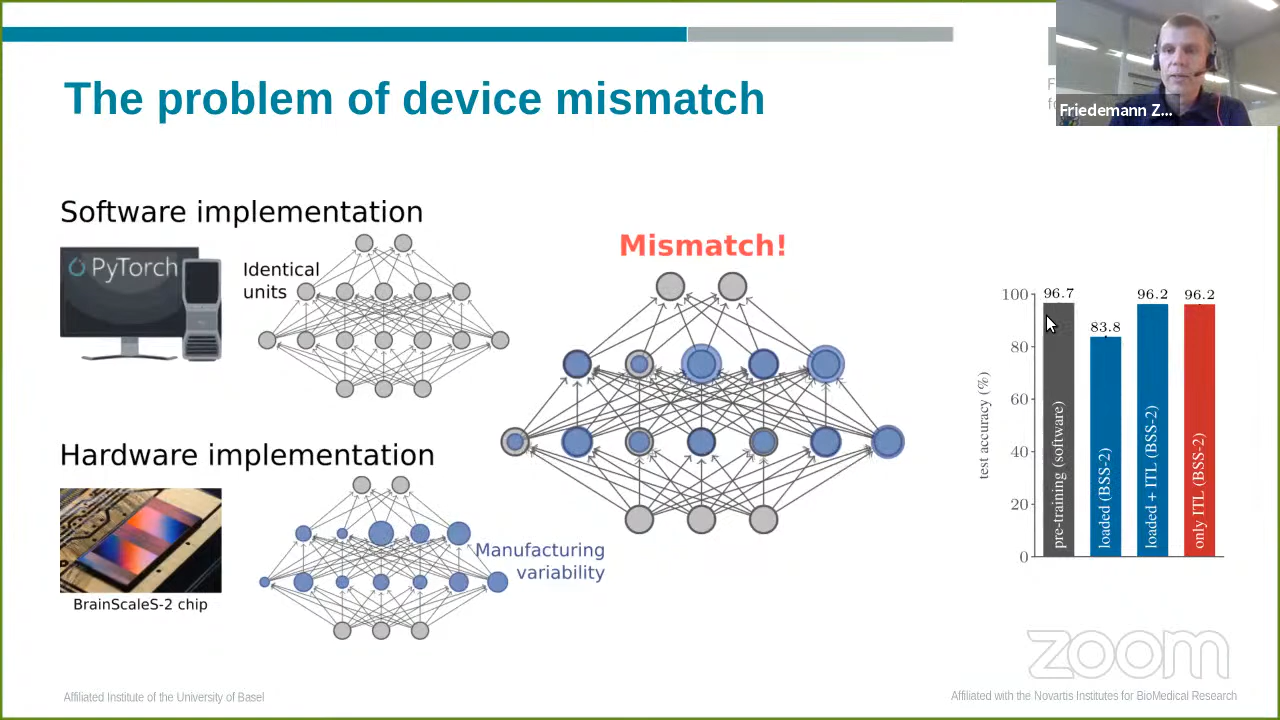 The problem of device mismatch
Friedemann Z...
Software implementation
PyTorch
Identical
units
Mismatch!
Hardware implementation
BrainScaleS-2 chip
Manufacturing
variability
test accuracy (%)
100
80
60
40
20
0
96.7
83.8
96.2
96.2
pre-training (software)
loaded (BSS-2)
loaded + ITL (BSS-2)
only ITL (BSS-2)
zoom
Affiliated Institute of the University of Basel
Affiliated with the Novartis Institutes for BioMedical Research